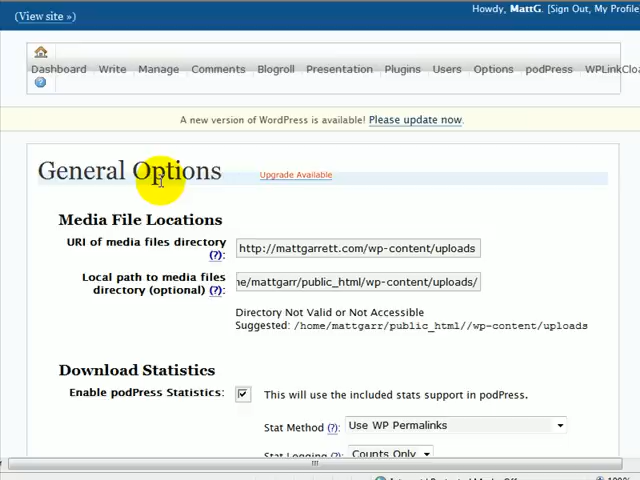 (View site »)
Howdy, MattG. [Sign Out, My Profile
Dashboard Write Manage Comments Blogroll Presentation Plugins Users Options podPress WPLinkClo
A new version of WordPress is available! Please update now.
General Options
Upgrade Available
Media File Locations
URI of media files directory (?):
http://mattgarrett.com/wp-content/uploads
Local path to media files directory (optional) (?):
ne/mattgarr/public_html/wp-content/uploads/
Directory Not Valid or Not Accessible
Suggested: /home/mattgarr/public_html//wp-content/uploads
Download Statistics
Enable podPress Statistics:
This will use the included stats support in podPress.
Stat Method (?): Use WP Permalinks
Stat Logging (?): Counts Only
100%